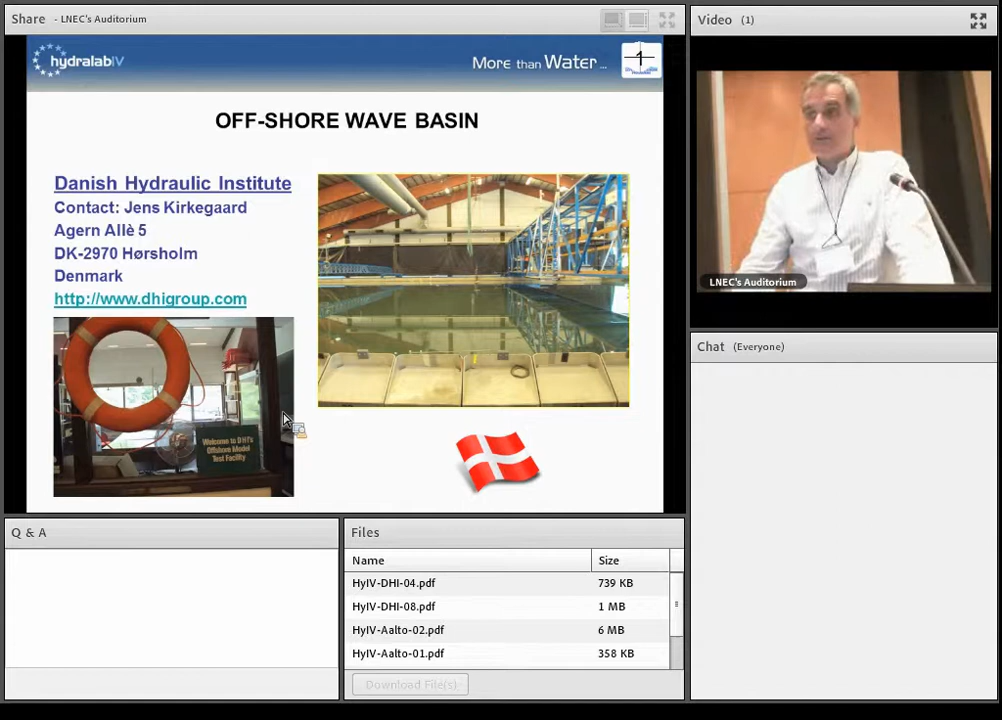 Share - LNEC's Auditorium
hydralabIV
More than Water...
1
OFF-SHORE WAVE BASIN
Danish Hydraulic Institute
Contact: Jens Kirkegaard
Agern Allè 5
DK-2970 Hørsholm
Denmark
http://www.dhigroup.com
Welcome to DHI's
Offshore Model
Test Facility
Video (1)
LNEC's Auditorium
Chat (Everyone)
Q & A
Files
Name Size
HyIV-DHI-04.pdf 739 KB
HyIV-DHI-08.pdf 1 MB
HyIV-Aalto-02.pdf 6 MB
HyIV-Aalto-01.pdf 358 KB
Download File(s)